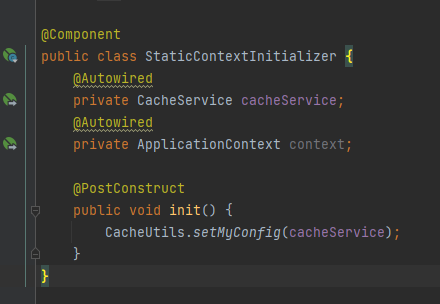 @Component
public class StaticContextInitializer {
    @Autowired
    private CacheService cacheService;
    @Autowired
    private ApplicationContext context;
    @PostConstruct
    public void init() {
        CacheUtils.setMyConfig(cacheService);
    }
}